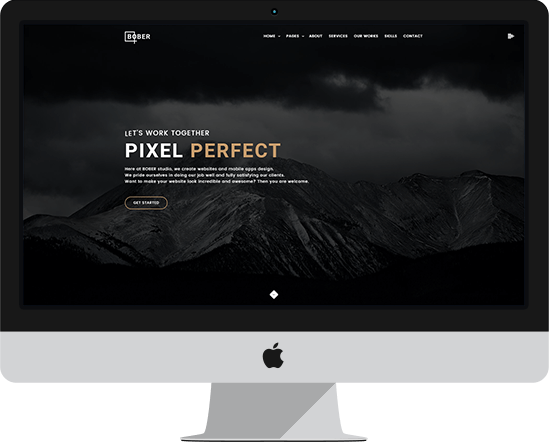 BOBER
HOME PAGES ABOUT SERVICES OUR WORKS SKILLS CONTACT
LET'S WORK TOGETHER
PIXEL PERFECT
Here at BOBER studio, we create websites and mobile apps design.
We pride ourselves in doing our job well and fully satisfying our clients.
Want to make your website look incredible and awesome? Then you are welcome.
GET STARTED